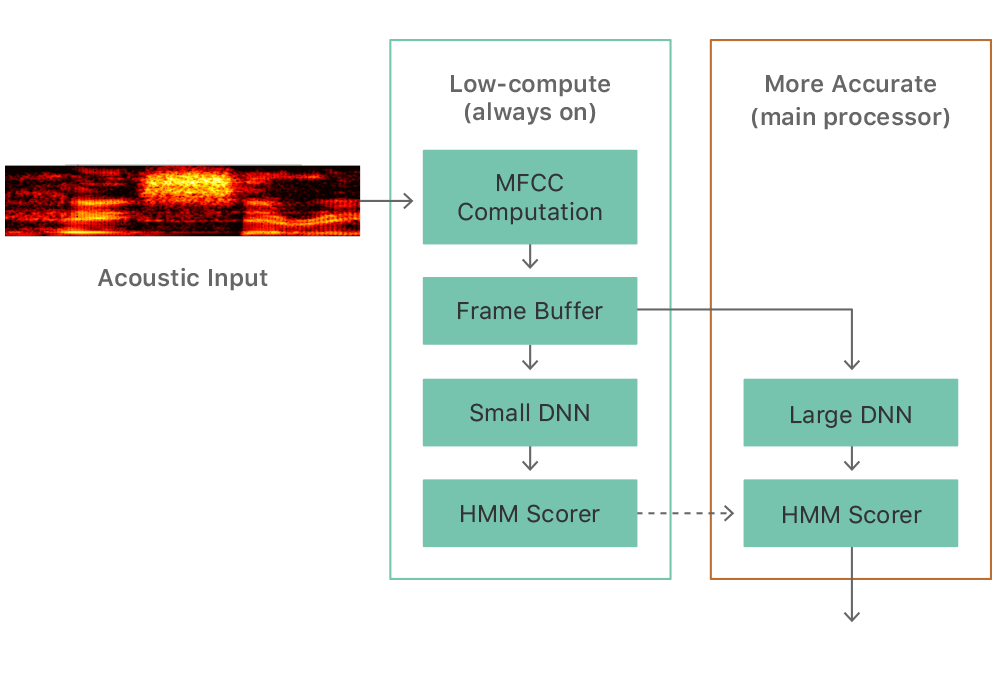 Acoustic Input
Low-compute
(always on)
MFCC
Computation
Frame Buffer
Small DNN
HMM Scorer
More Accurate
(main processor)
Large DNN
HMM Scorer